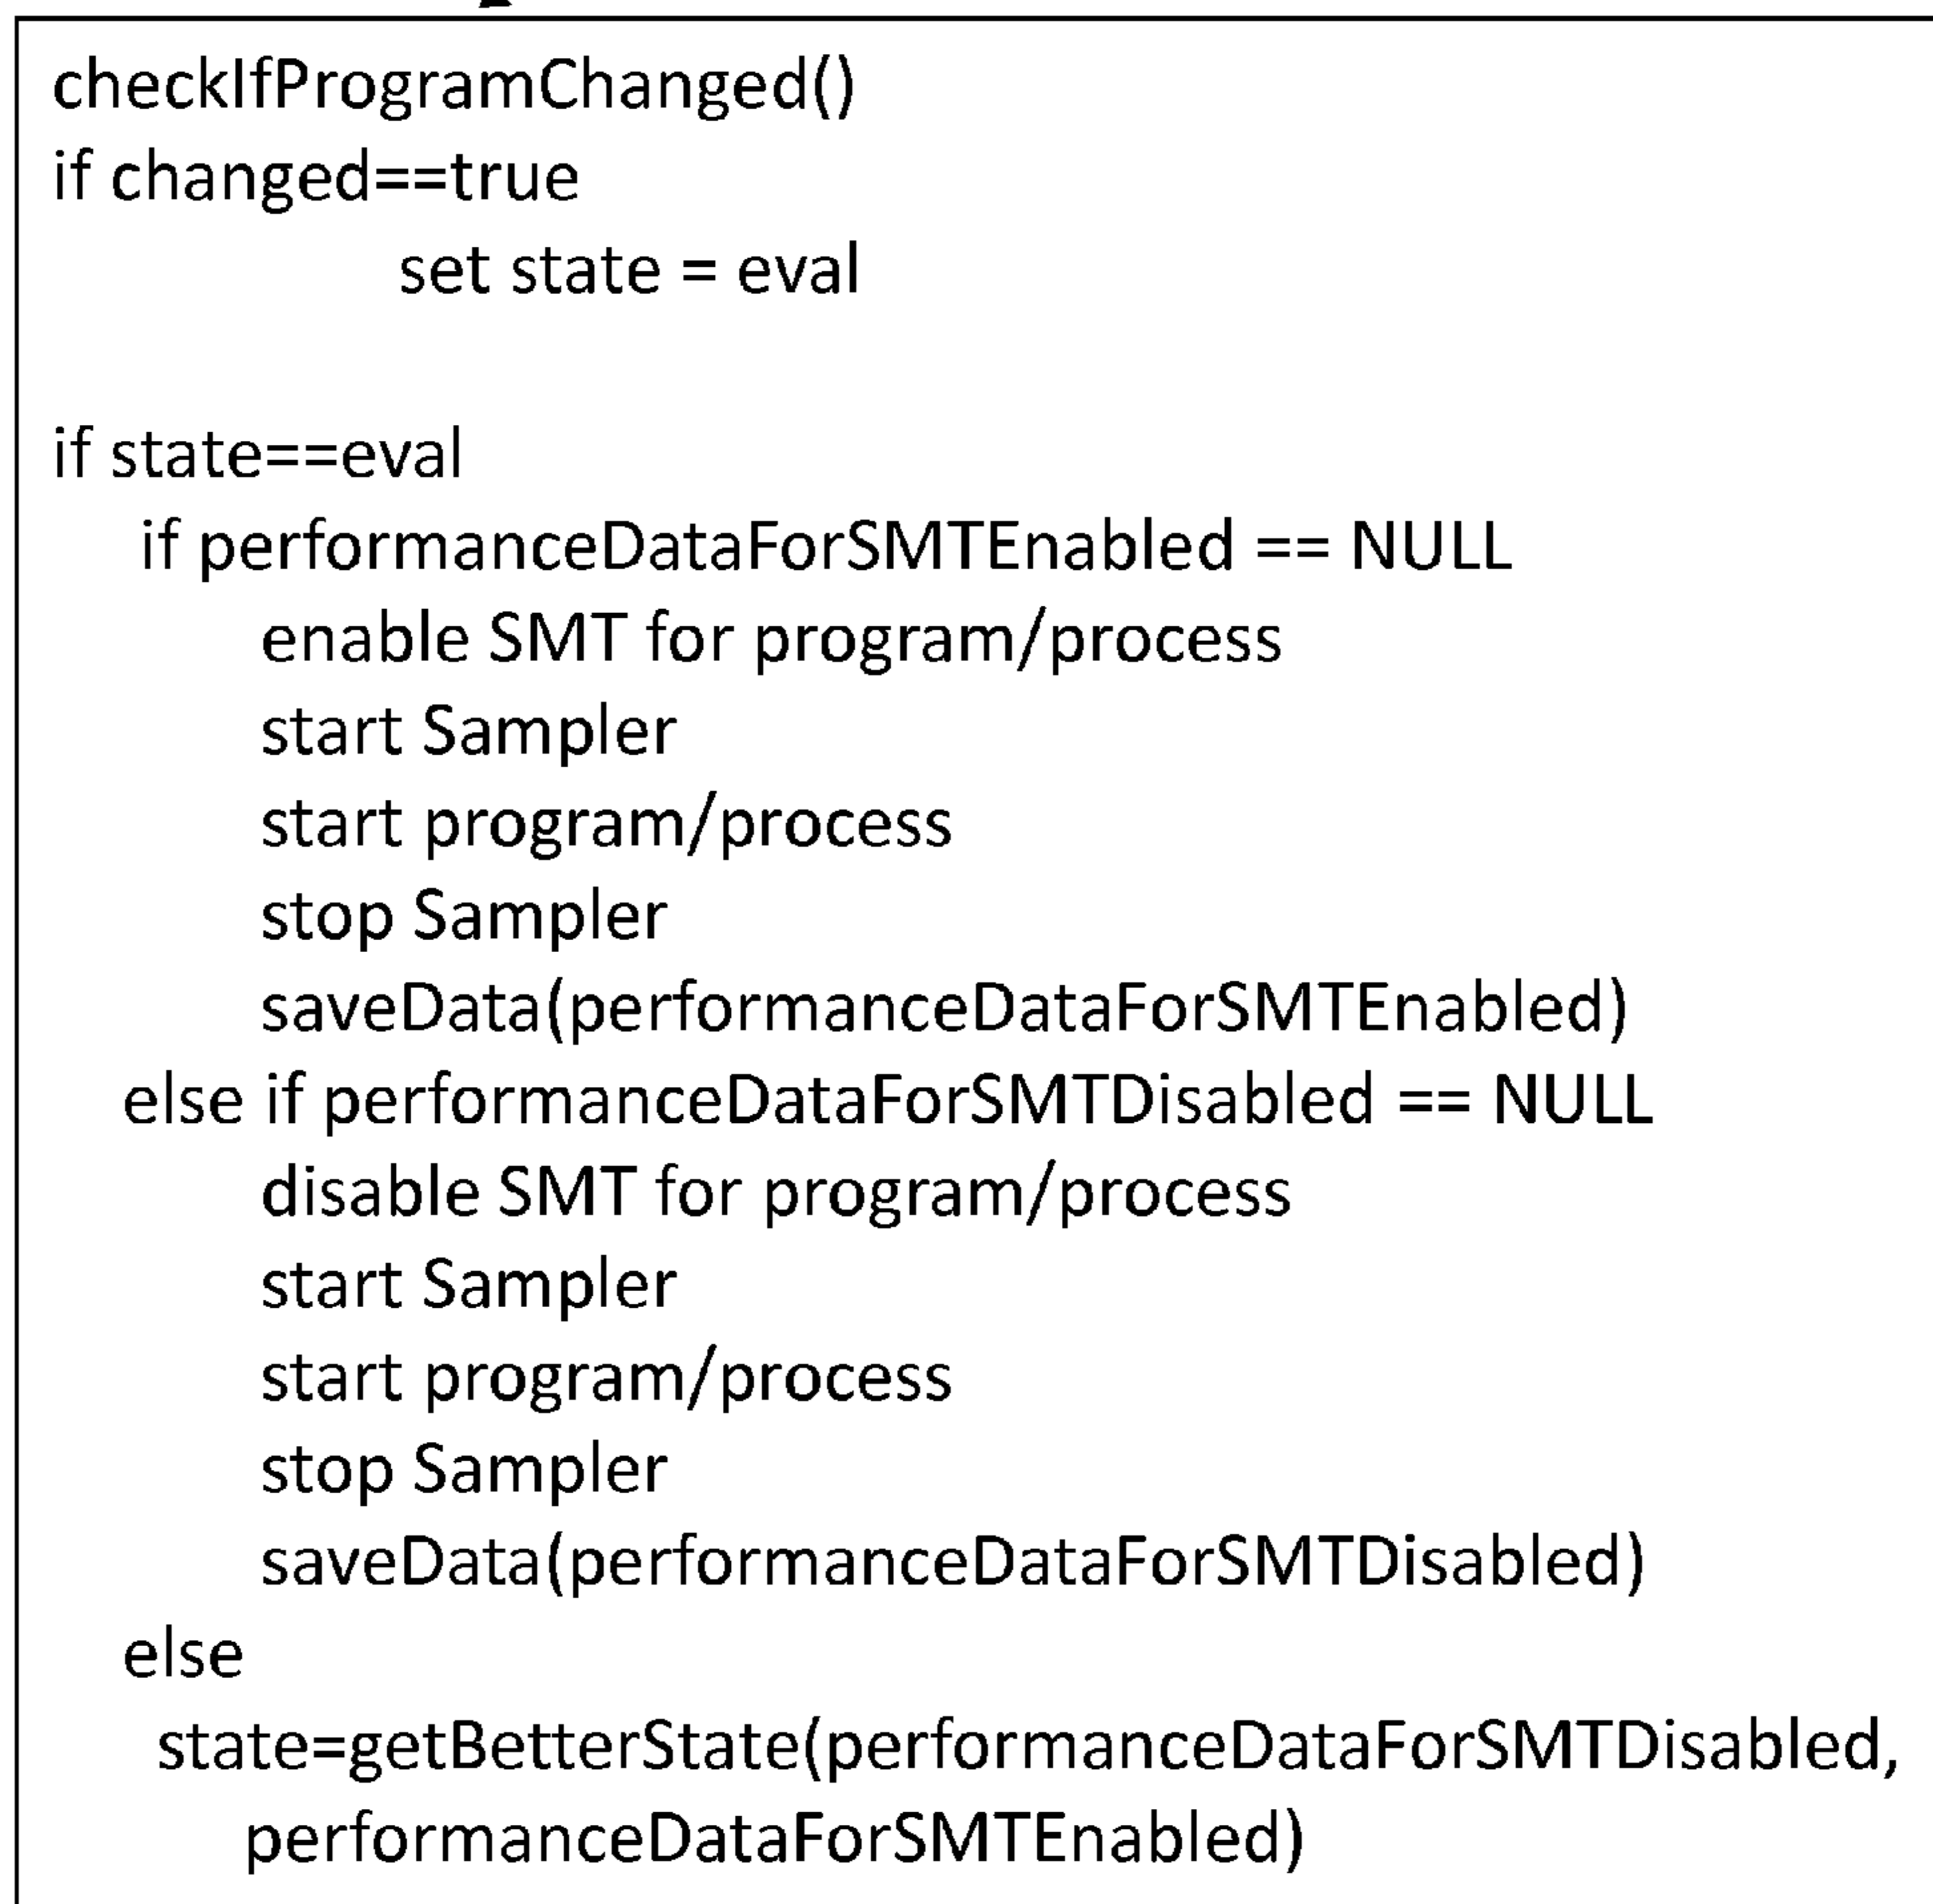 checkIfProgramChanged()
if changed==true
set state = eval
if state==eval
if performanceDataForSMTEnabled == NULL
enable SMT for program/process
start Sampler
start program/process
stop Sampler
saveData(performanceDataForSMTEnabled)
else if performanceDataForSMTDisabled == NULL
disable SMT for program/process
start Sampler
start program/process
stop Sampler
saveData(performanceDataForSMTDisabled)
else
state=getBetterState(performanceDataForSMTDisabled,
performanceDataForSMTEnabled)